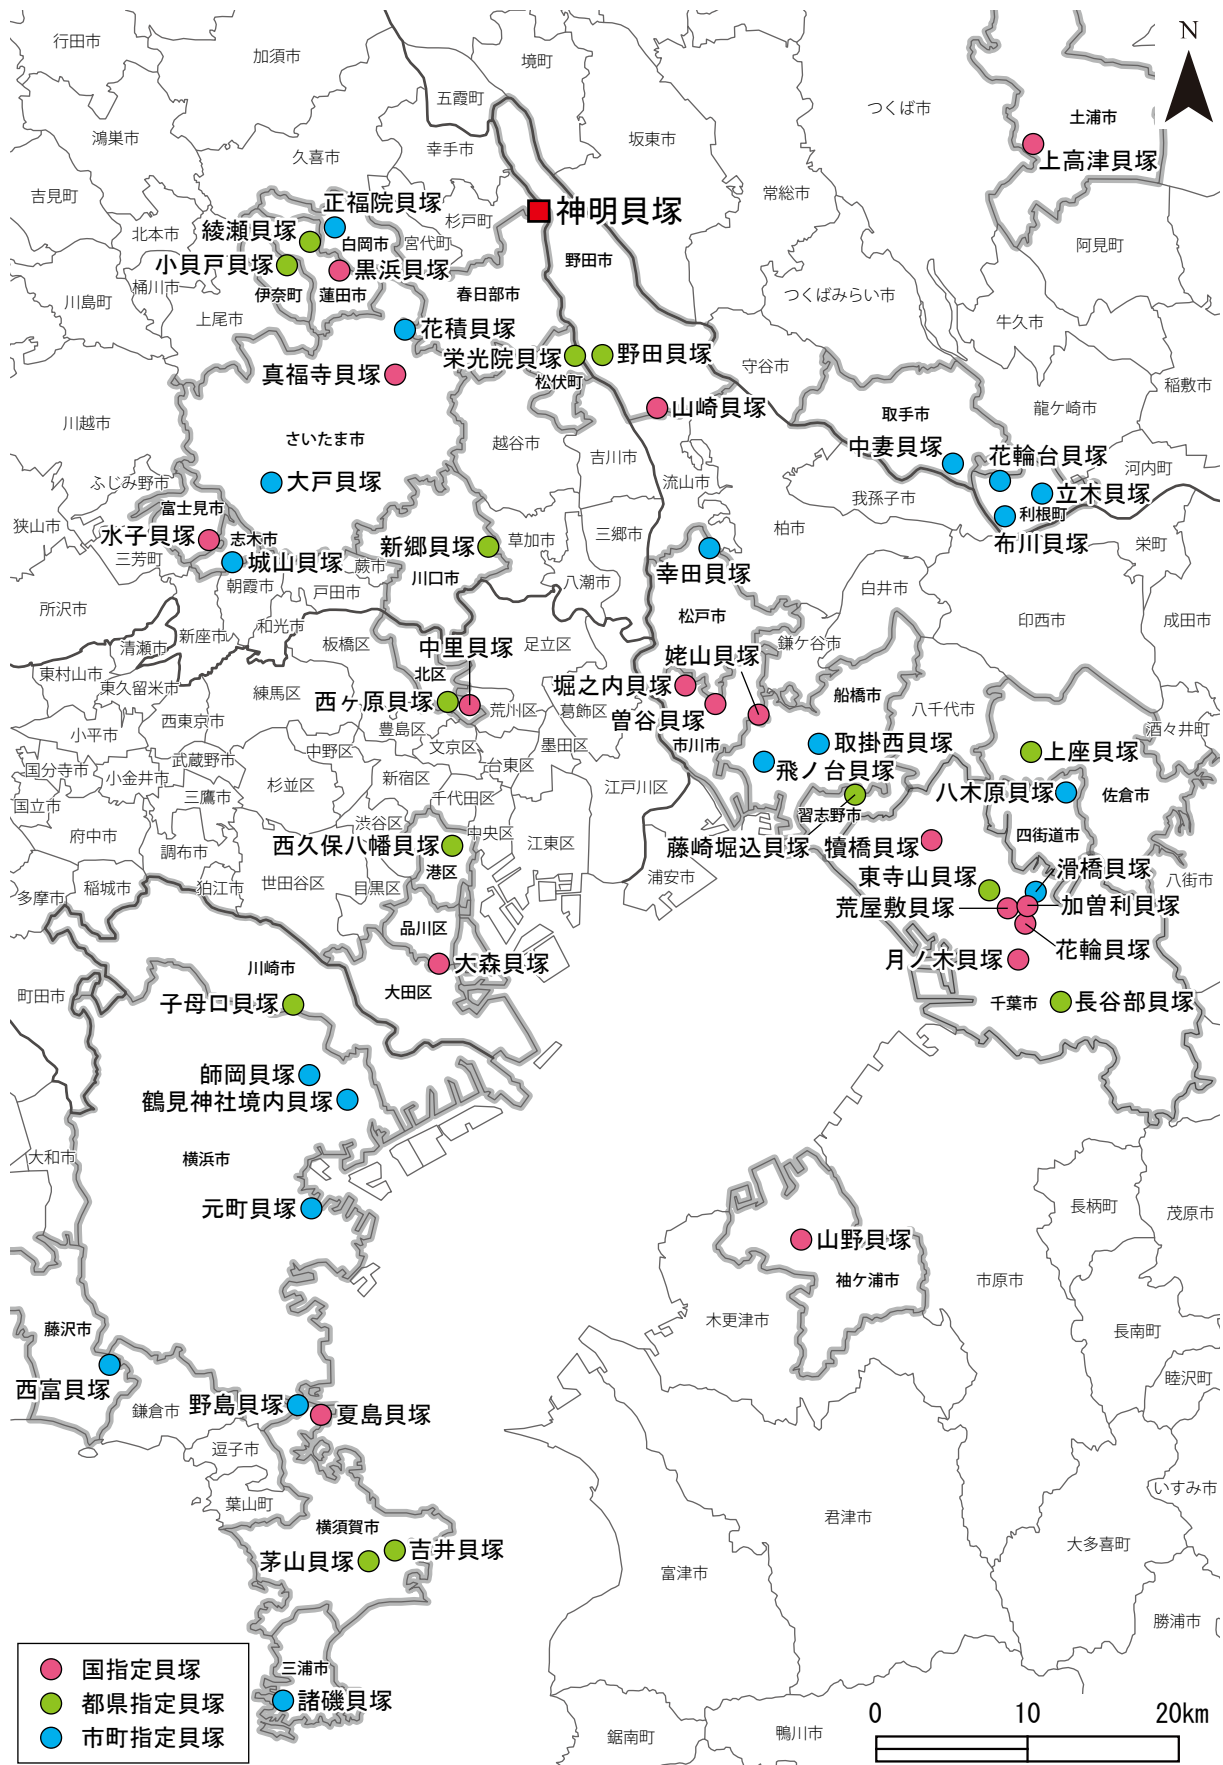 N
行田市
加須市
境町
五霞町
つくば市
土浦市
鴻巣市
久喜市
幸手市
坂東市
上高津貝塚
吉見町
常総市
正福院貝塚
杉戸町
神明貝塚
綾瀬貝塚
北本市
白岡市
宮代町
阿見町
小貝戸貝塚
黒浜貝塚
野田市
桶川市
伊奈町
蓮田市
春日部市
つくばみらい市
川島町
上尾市
花積貝塚
牛久市
栄光院貝塚
野田貝塚
真福寺貝塚
松伏町
守谷市
稲敷市
山崎貝塚
取手市
龍ケ崎市
川越市
さいたま市
越谷市
中妻貝塚
花輪台貝塚
吉川市
河内町
ふじみ野市
大戸貝塚
流山市
立木貝塚
富士見市
我孫子市
利根町
狭山市
水子貝塚
志木市
新郷貝塚
草加市
三郷市
柏市
布川貝塚
栄町
三芳町
城山貝塚
蕨市
幸田貝塚
朝霞市
戸田市
川口市
八潮市
白井市
所沢市
松戸市
印西市
成田市
清瀬市
新座市
和光市
板橋区
中里貝塚
足立区
鎌ケ谷市
東村山市
北区
姥山貝塚
東久留米市
練馬区
堀之内貝塚
船橋市
西ヶ原貝塚
荒川区
葛飾区
曽谷貝塚
八千代市
小平市
西東京市
豊島区
文京区
墨田区
市川市
取掛西貝塚
酒々井町
国分寺市
武蔵野市
中野区
台東区
上座貝塚
小金井市
杉並区
新宿区
江戸川区
飛ノ台貝塚
国立市
三鷹市
千代田区
八木原貝塚
佐倉市
府中市
渋谷区
中央区
習志野市
四街道市
調布市
西久保八幡貝塚
江東区
藤崎堀込貝塚
犢橋貝塚
港区
浦安市
滑橋貝塚
多摩市
稲城市
狛江市
世田谷区
目黒区
東寺山貝塚
八街市
荒屋敷貝塚
加曽利貝塚
品川区
花輪貝塚
川崎市
大森貝塚
月ノ木貝塚
町田市
大田区
子母口貝塚
千葉市
長谷部貝塚
師岡貝塚
鶴見神社境内貝塚
大和市
横浜市
元町貝塚
長柄町
茂原市
山野貝塚
袖ケ浦市
市原市
藤沢市
木更津市
長南町
西富貝塚
睦沢町
鎌倉市
野島貝塚
夏島貝塚
逗子市
いすみ市
葉山町
横須賀市
君津市
大多喜町
茅山貝塚
吉井貝塚
富津市
勝浦市
三浦市
諸磯貝塚
鋸南町
鴨川市
国指定貝塚
都県指定貝塚
市町指定貝塚
0 10 20km